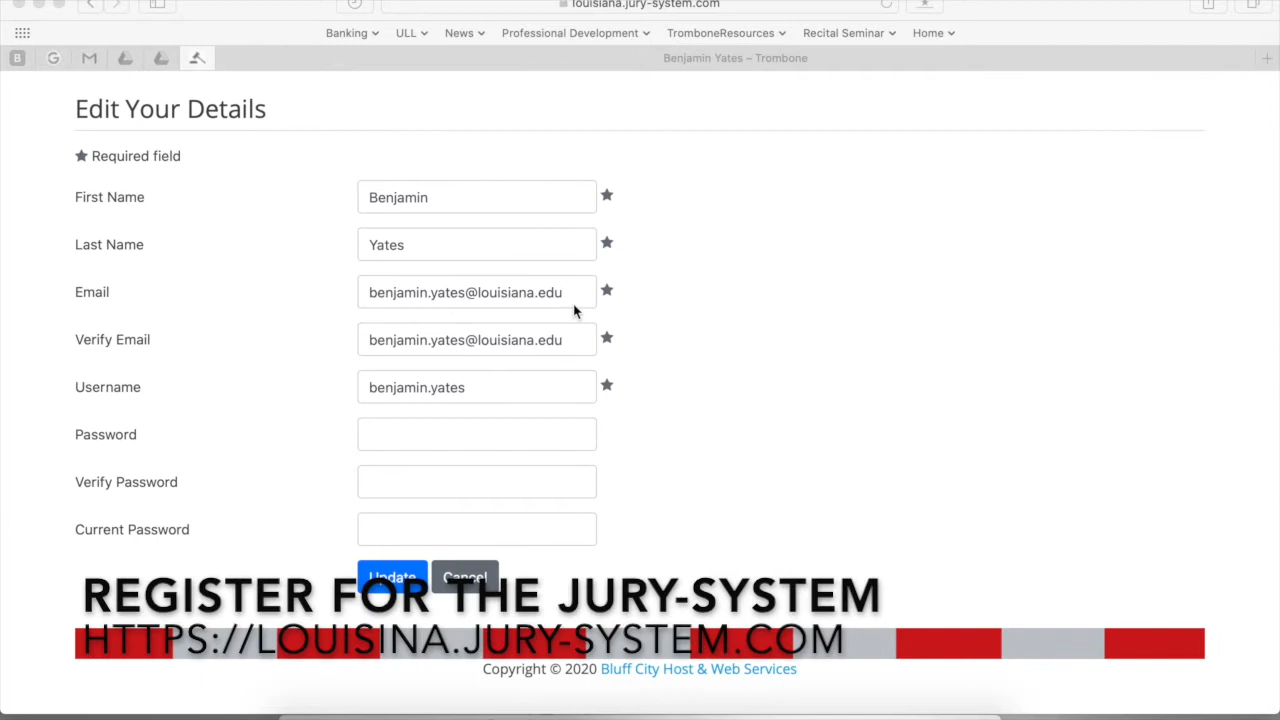 louisiana.jury-system.com
Banking ULL News Professional Development TromboneResources Recital Seminar Home
B G M Benjamin Yates – Trombone
Edit Your Details
★ Required field
First Name Benjamin ★
Last Name Yates ★
Email benjamin.yates@louisiana.edu ★
Verify Email benjamin.yates@louisiana.edu ★
Username benjamin.yates ★
Password
Verify Password
Current Password
Update Cancel
REGISTER FOR THE JURY-SYSTEM
HTTPS://LOUISINA.JURY-SYSTEM.COM
Copyright © 2020 Bluff City Host & Web Services